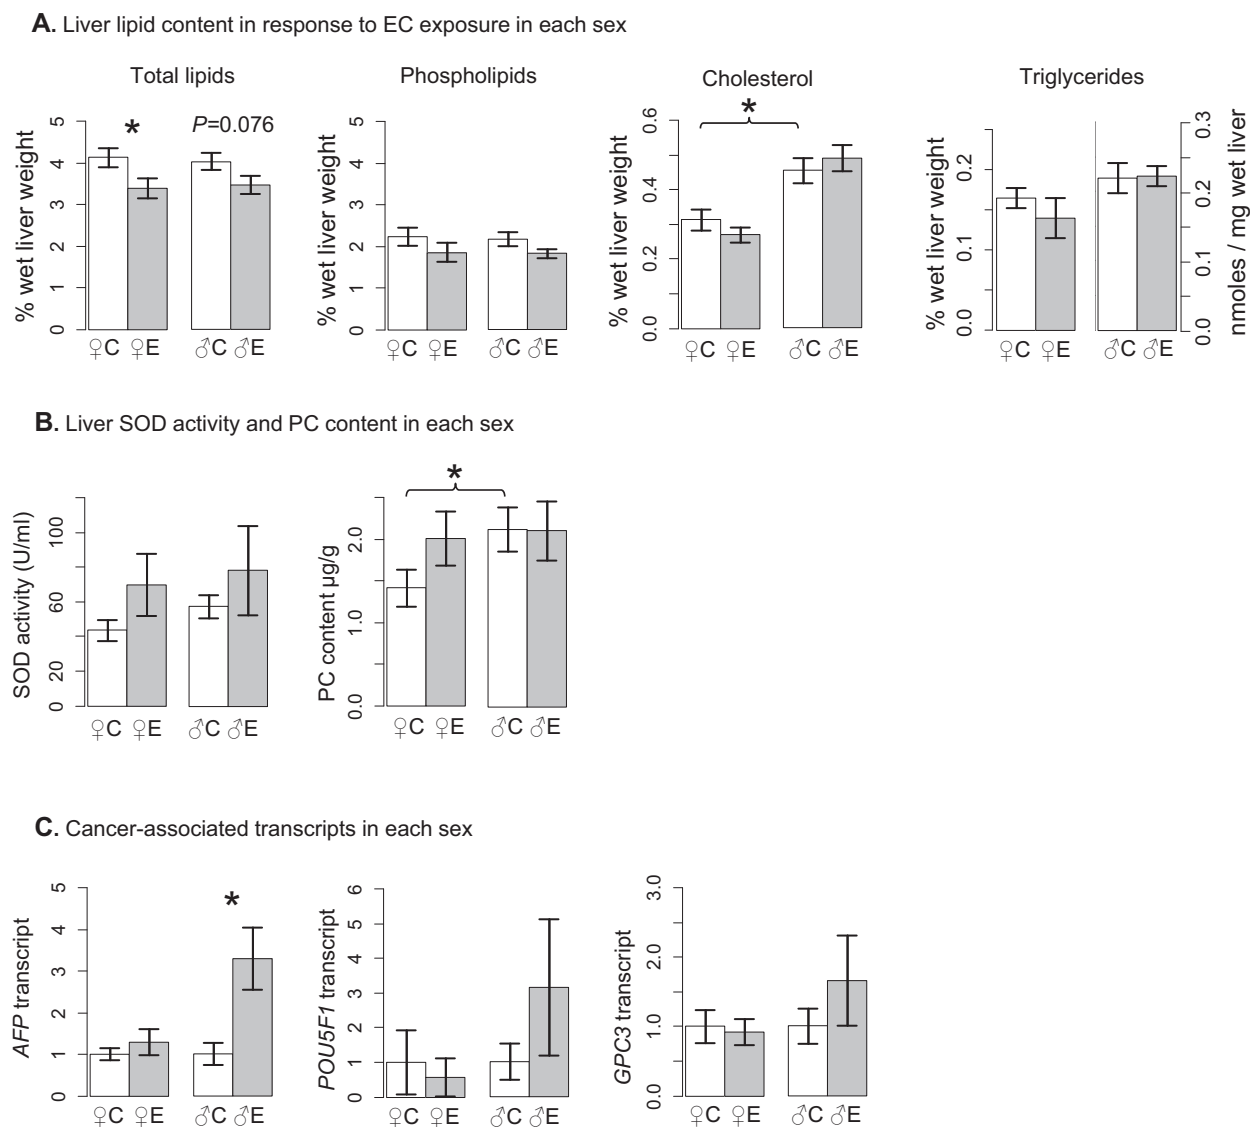 A. Liver lipid content in response to EC exposure in each sex
Total lipids
Phospholipids
Cholesterol
Triglycerides
% wet liver weight
0 1 2 3 4 5
*
P=0.076
♀C ♀E ♂C ♂E
% wet liver weight
0 1 2 3 4 5
♀C ♀E ♂C ♂E
% wet liver weight
0.0 0.2 0.4 0.6
*
♀C ♀E ♂C ♂E
% wet liver weight
0.0 0.1 0.2
♀C ♀E ♂C ♂E
0.0 0.1 0.2 0.3
nmoles / mg wet liver
B. Liver SOD activity and PC content in each sex
SOD activity (U/ml)
0 20 60 100
♀C ♀E ♂C ♂E
PC content µg/g
0.0 1.0 2.0
*
♀C ♀E ♂C ♂E
C. Cancer-associated transcripts in each sex
AFP transcript
0 1 2 3 4 5
*
♀C ♀E ♂C ♂E
POU5F1 transcript
0 1 2 3 4 5 6
♀C ♀E ♂C ♂E
GPC3 transcript
0.0 1.0 2.0 3.0
♀C ♀E ♂C ♂E